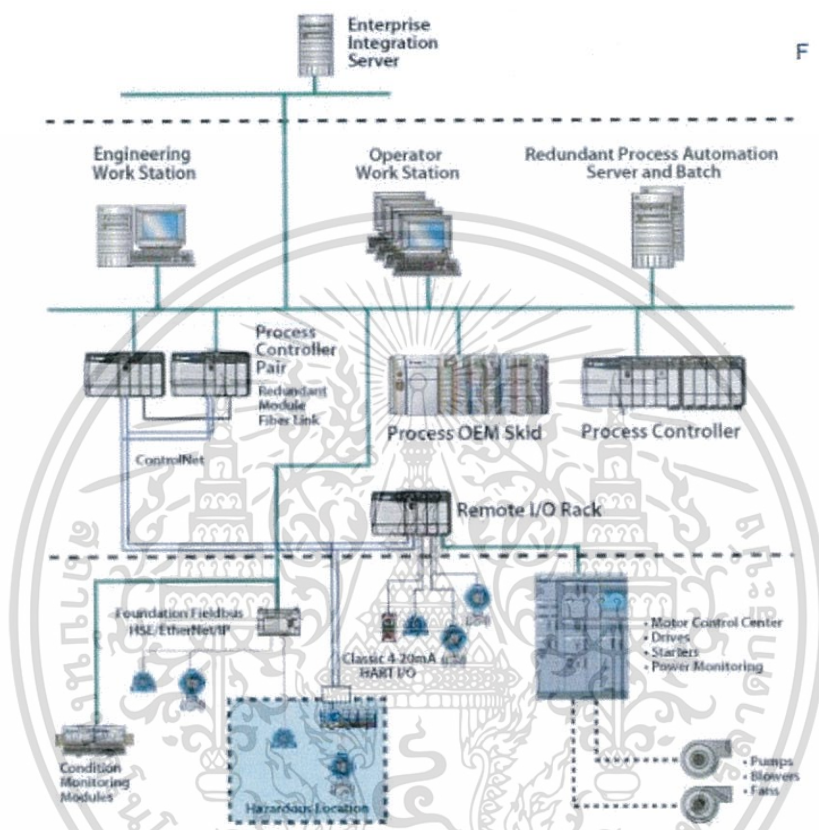 Enterprise
Integration
Server
F
Engineering
Work Station
Operator
Work Station
Redundant Process Automation
Server and Batch
Process
Controller
Pair
Redundant
Module
Fiber Link
ControlNet
Process OEM Skid
Process Controller
Remote I/O Rack
Foundation Fieldbus
HSE/EtherNet/IP
Classic 4-20mA
HART I/O
• Motor Control Center
• Drives
• Starters
• Power Monitoring
Condition
Monitoring
Modules
Hazardous Location
• Pumps
• Blowers
• Fans